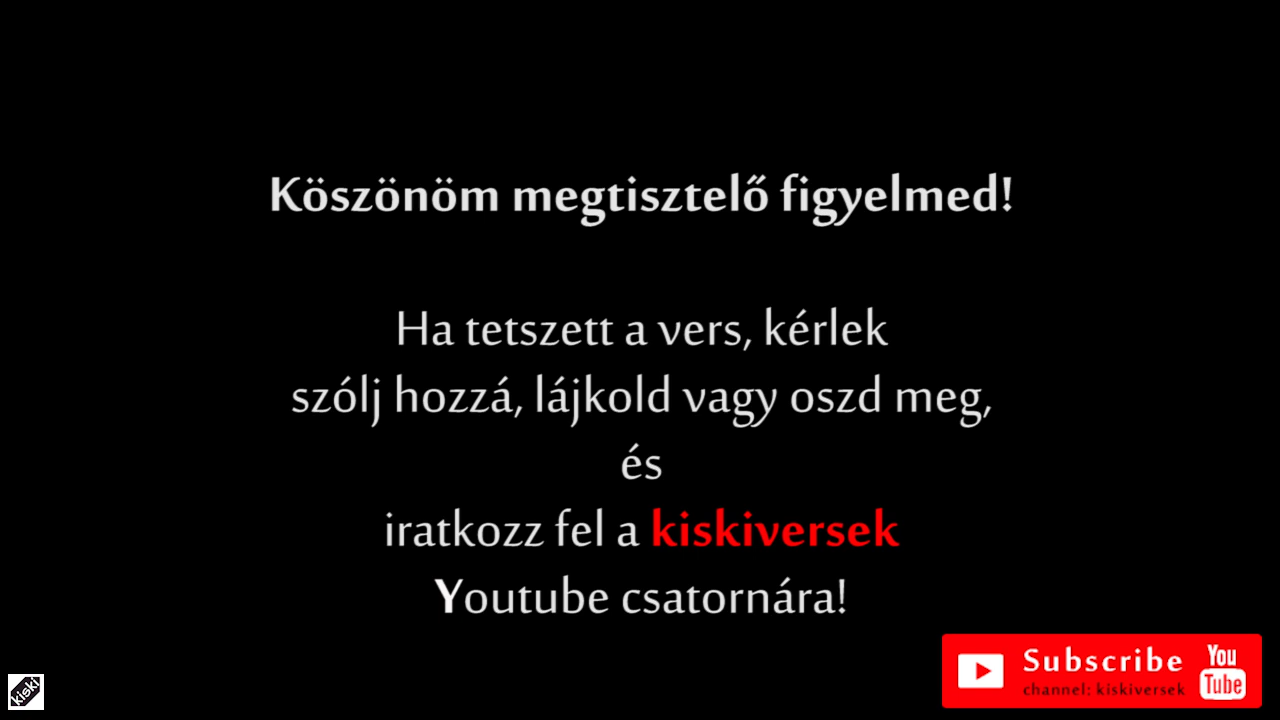 Köszönöm megtisztelő figyelmed!
Ha tetszett a vers, kérlek
szólj hozzá, lájkold vagy oszd meg,
és
iratkozz fel a kiskiversek
Youtube csatornára!
Subscribe
channel: kiskiversek
You
Tube
kiski